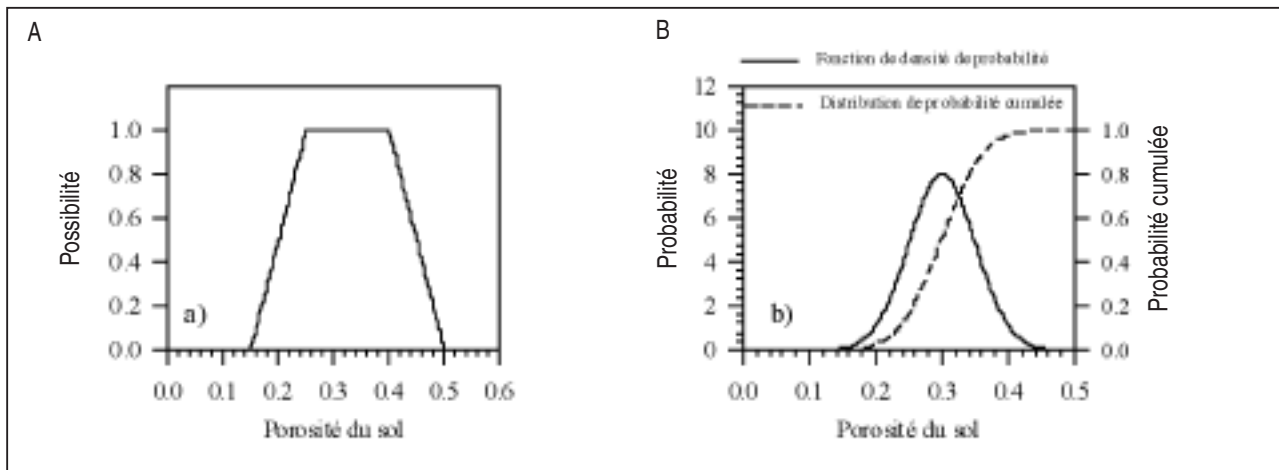 A
Possibilité
1.0
0.8
0.6
0.4
0.2
0.0
a)
0.0 0.1 0.2 0.3 0.4 0.5 0.6
Porosité du sol
B
Fonction de densité de probabilité
Distribution de probabilité cumulée
Probabilité
12
10
8
6
4
2
0
b)
0.0 0.1 0.2 0.3 0.4 0.5
Porosité du sol
1.0
0.8
0.6
0.4
0.2
0.0
Probabilité cumulée